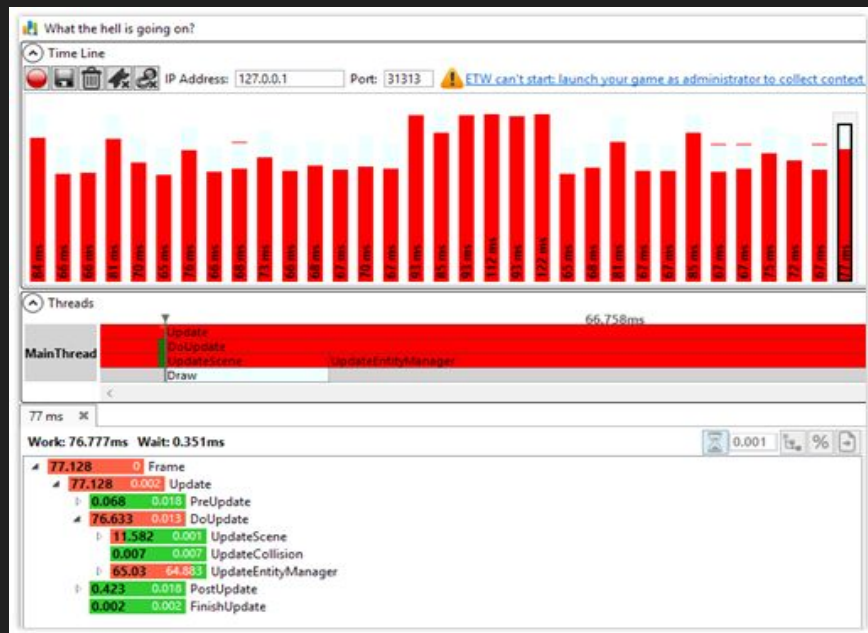 What the hell is going on?
Time Line
IP Address: 127.0.0.1 Port: 31313 ETW can't start: launch your game as administrator to collect context
84 ms 66 ms 66 ms 81 ms 70 ms 65 ms 76 ms 66 ms 68 ms 73 ms 66 ms 68 ms 67 ms 70 ms 67 ms 93 ms 85 ms 93 ms 112 ms 93 ms 122 ms 65 ms 68 ms 81 ms 67 ms 67 ms 85 ms 67 ms 67 ms 75 ms 72 ms 67 ms 77 ms
Threads
66.758ms
MainThread
Update
DoUpdate
UpdateScene UpdateEntityManager
Draw
77 ms
Work: 76.777ms Wait: 0.351ms 0.001 %
77.128 0 Frame
77.128 0.002 Update
0.068 0.018 PreUpdate
76.633 0.013 DoUpdate
11.582 0.001 UpdateScene
0.007 0.007 UpdateCollision
65.03 64.883 UpdateEntityManager
0.423 0.018 PostUpdate
0.002 0.002 FinishUpdate